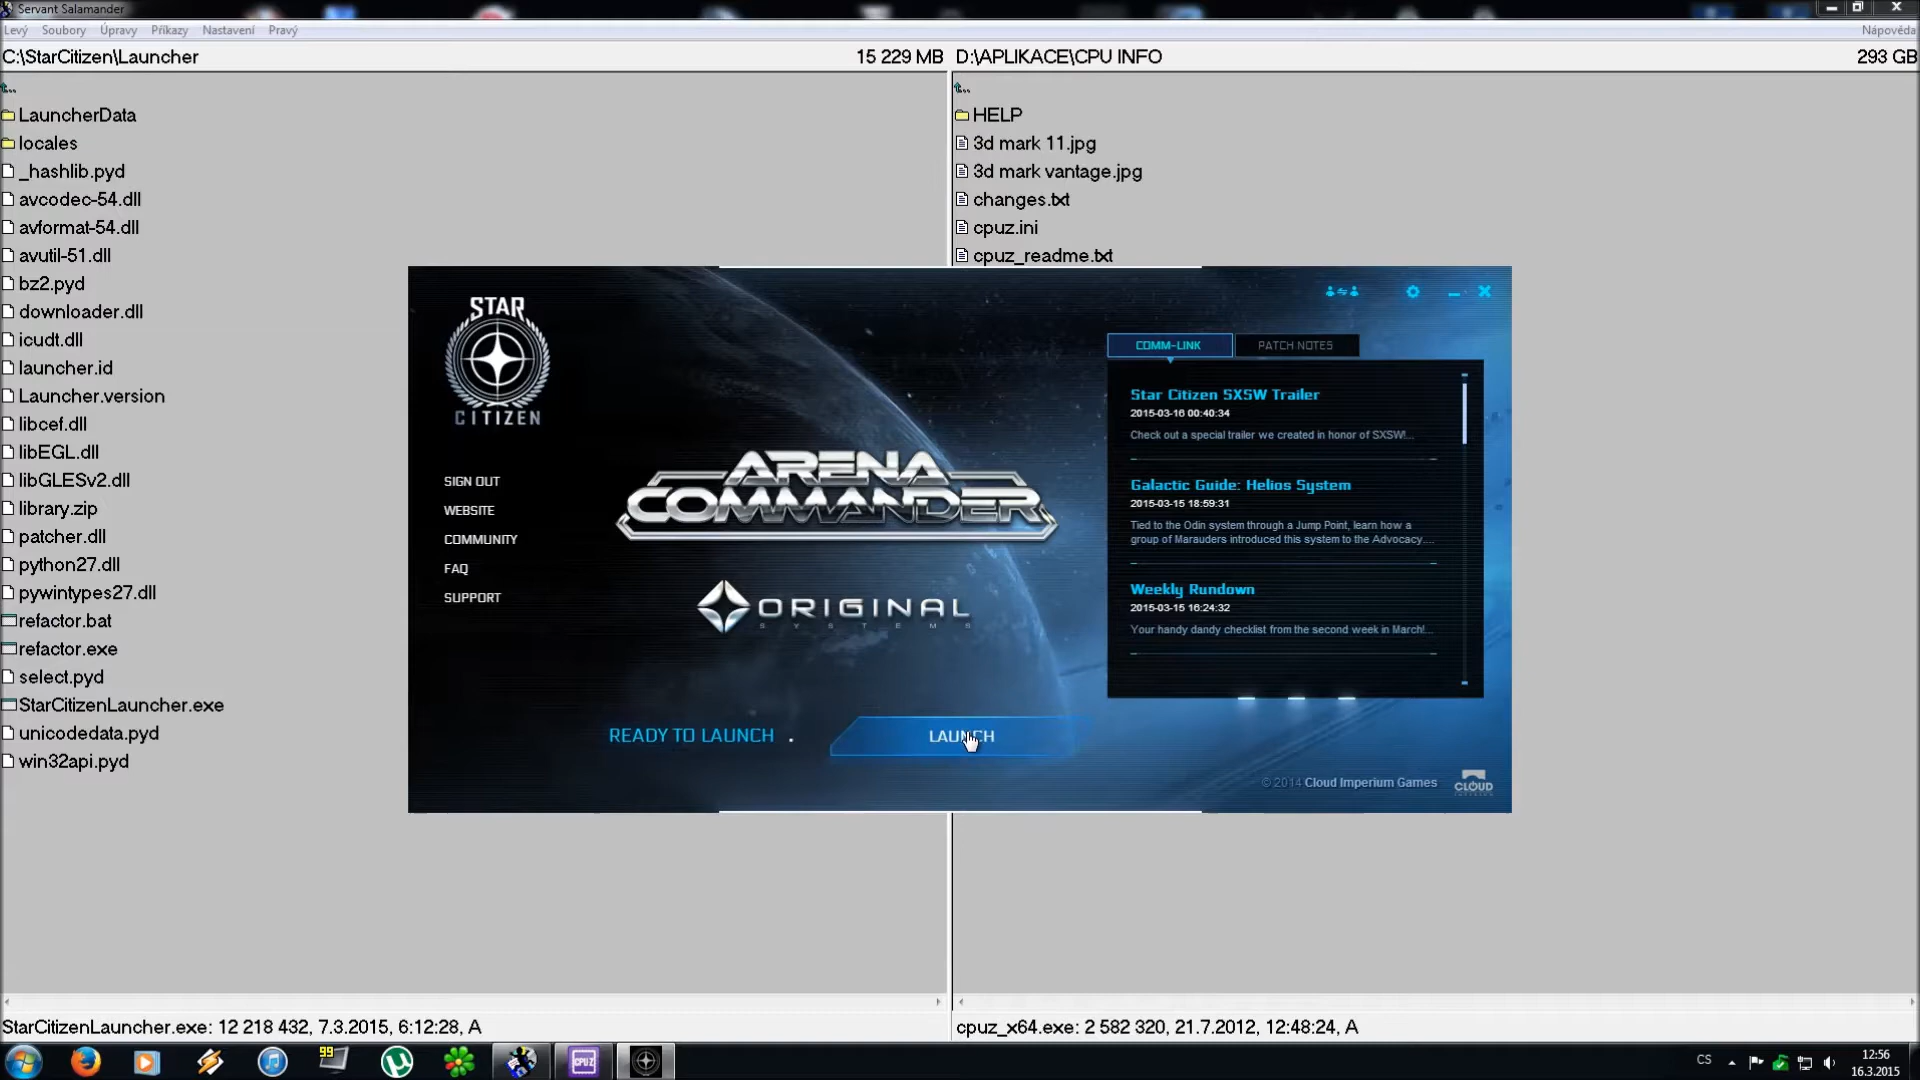 Servant Salamander
Levý Soubory Úpravy Příkazy Nastavení Pravý Nápověda
C:\StarCitizen\Launcher 15 229 MB
D:\APLIKACE\CPU INFO 293 GB
..
LauncherData
locales
_hashlib.pyd
avcodec-54.dll
avformat-54.dll
avutil-51.dll
bz2.pyd
downloader.dll
icudt.dll
launcher.id
Launcher.version
libcef.dll
libEGL.dll
libGLESv2.dll
library.zip
patcher.dll
python27.dll
pywintypes27.dll
refactor.bat
refactor.exe
select.pyd
StarCitizenLauncher.exe
unicodedata.pyd
win32api.pyd
..
HELP
3d mark 11.jpg
3d mark vantage.jpg
changes.txt
cpuz.ini
cpuz_readme.txt
STAR
CITIZEN
SIGN OUT
WEBSITE
COMMUNITY
FAQ
SUPPORT
ARENA
COMMANDER
ORIGINAL
SYSTEMS
READY TO LAUNCH .
LAUNCH
COMM-LINK PATCH NOTES
Star Citizen SXSW Trailer
2015-03-16 00:40:34
Check out a special trailer we created in honor of SXSW!...
Galactic Guide: Helios System
2015-03-15 18:59:31
Tied to the Odin system through a Jump Point, learn how a
group of Marauders introduced this system to the Advocacy....
Weekly Rundown
2015-03-15 16:24:32
Your handy dandy checklist from the second week in March!...
© 2014 Cloud Imperium Games
CLOUD
StarCitizenLauncher.exe: 12 218 432, 7.3.2015, 6:12:28, A
cpuz_x64.exe: 2 582 320, 21.7.2012, 12:48:24, A
99
CPU Z
CS
12:56
16.3.2015